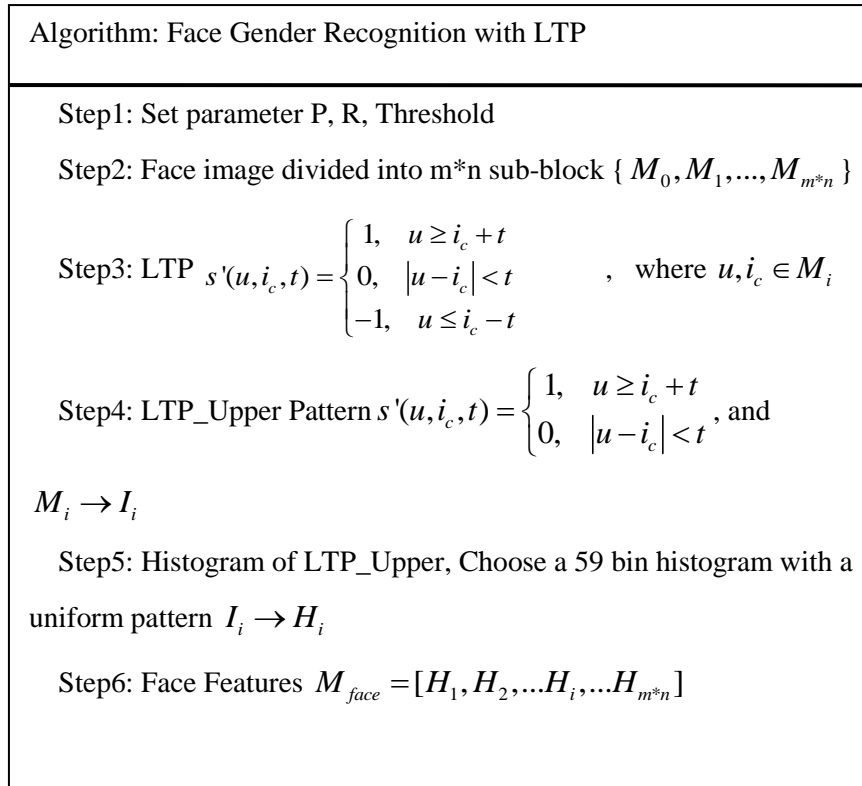 Algorithm: Face Gender Recognition with LTP
Step1: Set parameter P, R, Threshold
Step2: Face image divided into m*n sub-block { M_0, M_1, ..., M_{m*n} }
Step3: LTP s'(u, i_c, t) = { 1, u ≥ i_c + t; 0, |u − i_c| < t; −1, u ≤ i_c − t , where u, i_c ∈ M_i
Step4: LTP_Upper Pattern s'(u, i_c, t) = { 1, u ≥ i_c + t; 0, |u − i_c| < t , and
M_i → I_i
Step5: Histogram of LTP_Upper, Choose a 59 bin histogram with a
uniform pattern I_i → H_i
Step6: Face Features M_{face} = [H_1, H_2, ...H_i, ...H_{m*n}]